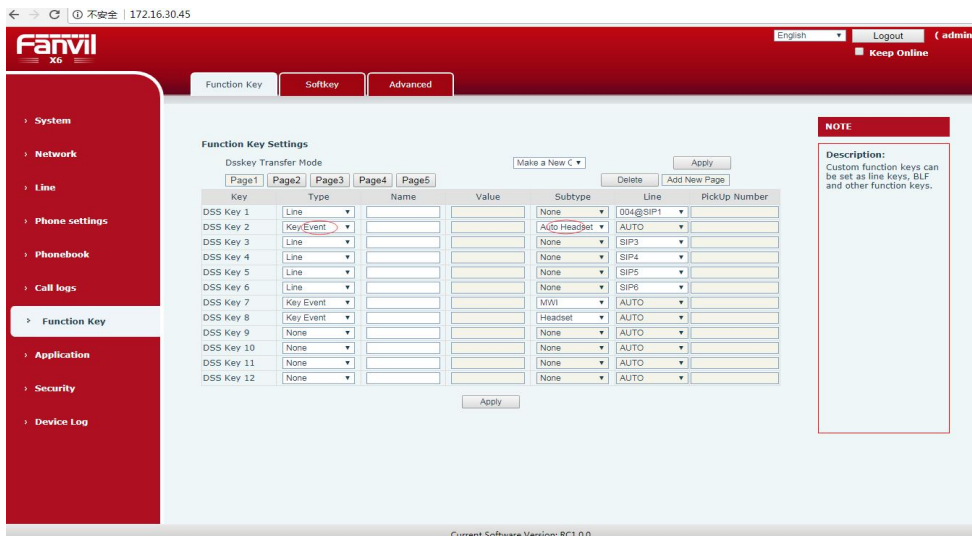 不安全 | 172.16.30.45
Fanvil
X6
English
Logout
( admin
Keep Online
Function Key
Softkey
Advanced
System
Network
Line
Phone settings
Phonebook
Call logs
Function Key
Application
Security
Device Log
Function Key Settings
Dsskey Transfer Mode
Make a New C
Apply
Page1 Page2 Page3 Page4 Page5
Delete Add New Page
Key Type Name Value Subtype Line PickUp Number
DSS Key 1 Line None 004@SIP1
DSS Key 2 Key Event Auto Headset AUTO
DSS Key 3 Line None SIP3
DSS Key 4 Line None SIP4
DSS Key 5 Line None SIP5
DSS Key 6 Line None SIP6
DSS Key 7 Key Event MWI AUTO
DSS Key 8 Key Event Headset AUTO
DSS Key 9 None None AUTO
DSS Key 10 None None AUTO
DSS Key 11 None None AUTO
DSS Key 12 None None AUTO
Apply
NOTE
Description:
Custom function keys can
be set as line keys, BLF
and other function keys.
Current Software Version: RC1.0.0